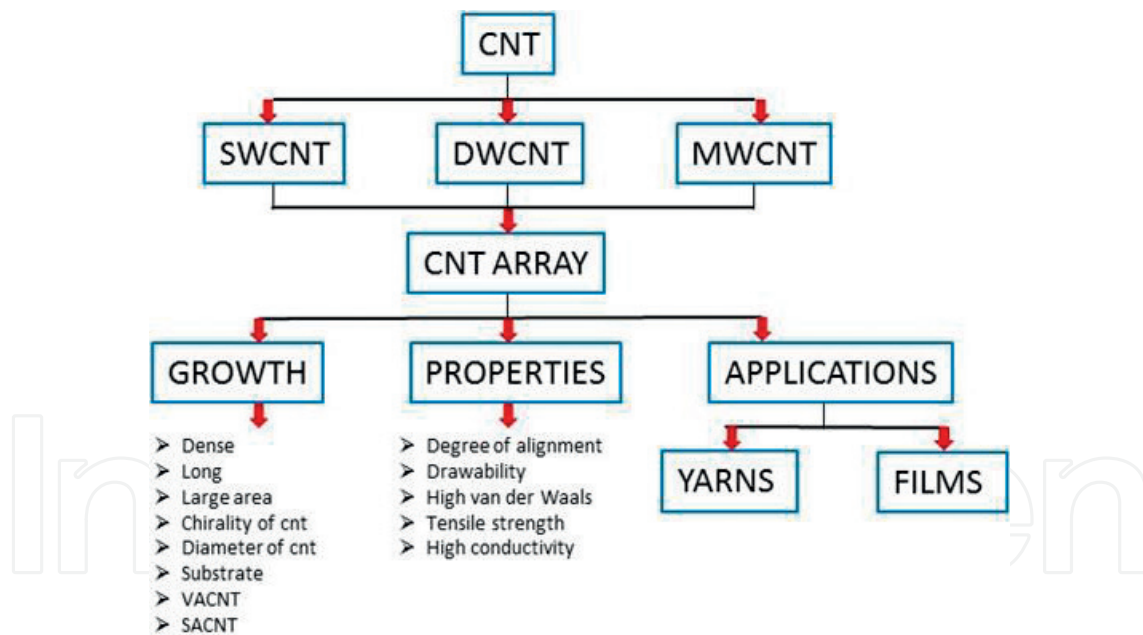 CNT
SWCNT
DWCNT
MWCNT
CNT ARRAY
GROWTH
PROPERTIES
APPLICATIONS
➤ Dense
➤ Long
➤ Large area
➤ Chirality of cnt
➤ Diameter of cnt
➤ Substrate
➤ VACNT
➤ SACNT
➤ Degree of alignment
➤ Drawability
➤ High van der Waals
➤ Tensile strength
➤ High conductivity
YARNS
FILMS